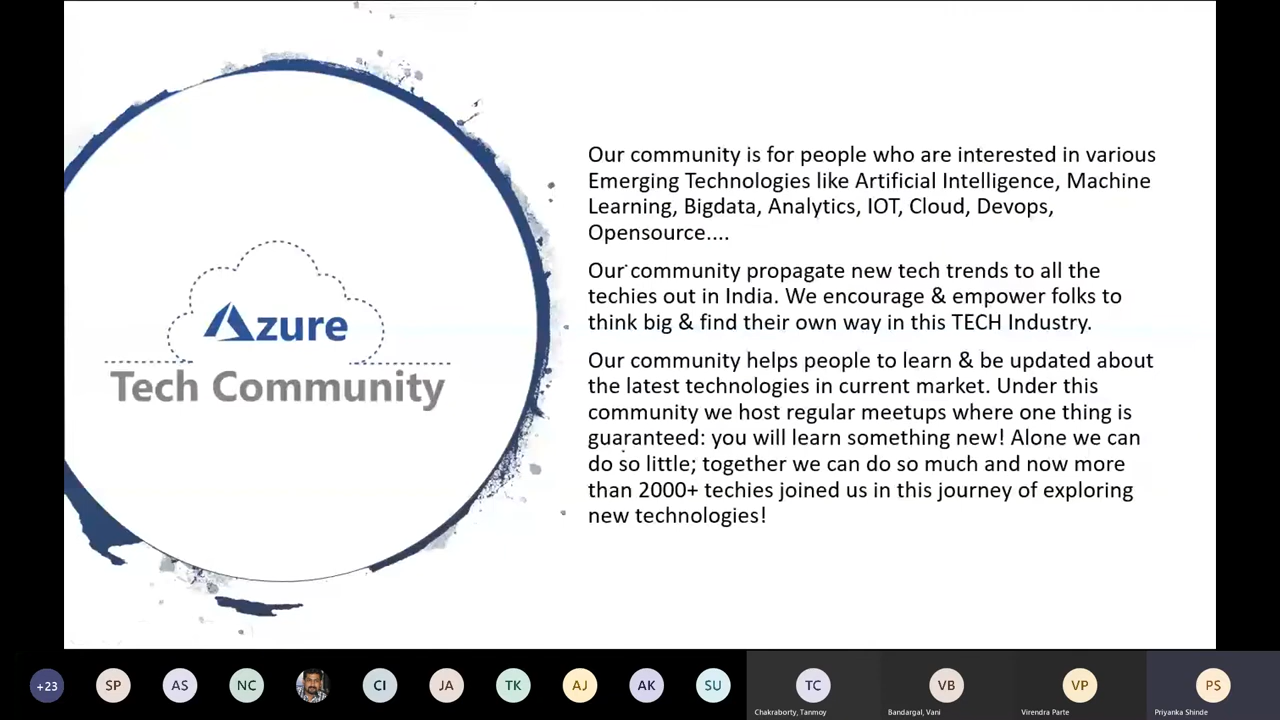 Our community is for people who are interested in various
Emerging Technologies like Artificial Intelligence, Machine
Learning, Bigdata, Analytics, IOT, Cloud, Devops,
Opensource....
Our community propagate new tech trends to all the
techies out in India. We encourage & empower folks to
think big & find their own way in this TECH Industry.
Our community helps people to learn & be updated about
the latest technologies in current market. Under this
community we host regular meetups where one thing is
guaranteed: you will learn something new! Alone we can
do so little; together we can do so much and now more
than 2000+ techies joined us in this journey of exploring
new technologies!
Azure
Tech Community
+23 SP AS NC CI JA TK AJ AK SU TC VB VP PS
Chakraborty, Tanmoy Bandargal, Vani Virendra Parte Priyanka Shinde